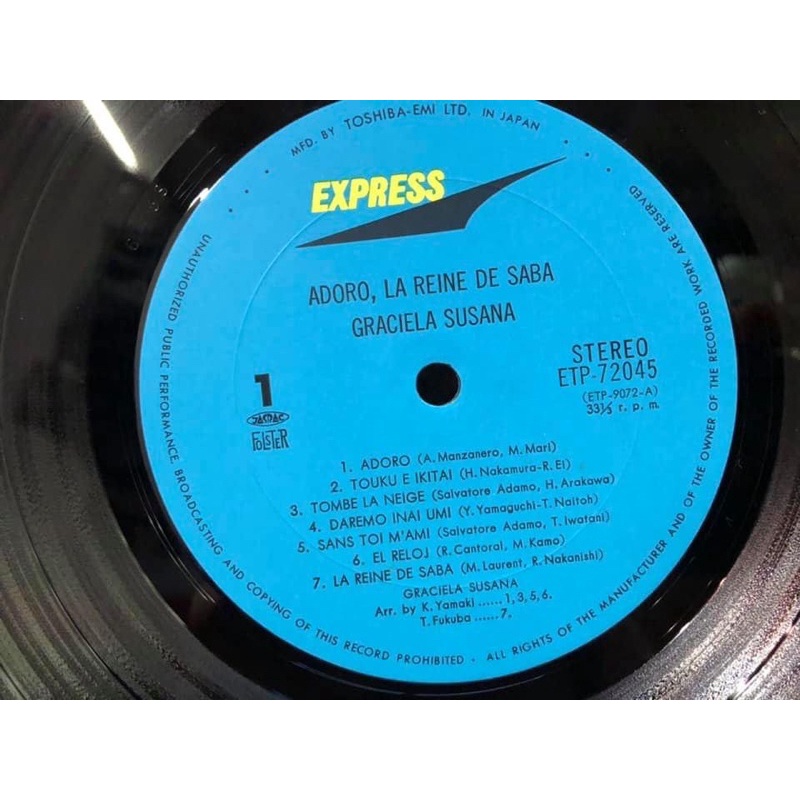 MFD. BY TOSHIBA-EMI LTD. IN JAPAN
EXPRESS
ADORO, LA REINE DE SABA
GRACIELA SUSANA
STEREO
ETP-72045
(ETP-9072-A)
33⅓ r. p. m.
1
JASRAC
FOLSTER
1. ADORO (A. Manzanero, M. Mari)
2. TOUKU E IKITAI (H. Nakamura-R. Ei)
3. TOMBE LA NEIGE (Salvatore Adamo, H. Arakawa)
4. DAREMO INAI UMI (Y. Yamaguchi-T. Naitoh)
5. SANS TOI M'AMI (Salvatore Adamo, T. Iwatani)
6. EL RELOJ (R. Cantoral, M. Kamo)
7. LA REINE DE SABA (M. Laurent, R. Nakanishi)
GRACIELA SUSANA
Arr. by K. Yamaki ...... 1, 3, 5, 6.
T. Fukuba ...... 7.
UNAUTHORIZED PUBLIC PERFORMANCE, BROADCASTING AND COPYING OF THIS RECORD PROHIBITED · ALL RIGHTS OF THE MANUFACTURER AND OF THE OWNER OF THE RECORDED WORK ARE RESERVED